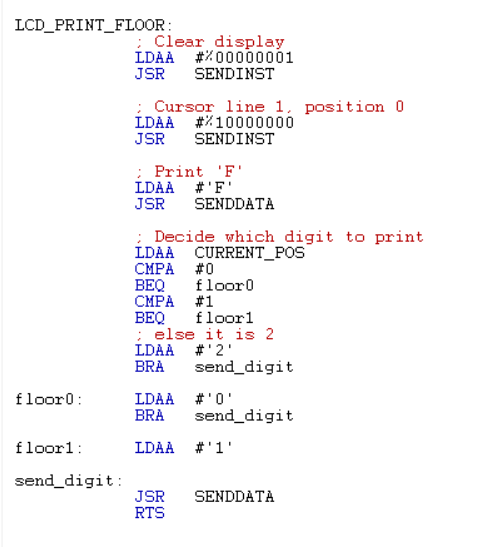 LCD_PRINT_FLOOR:
; Clear display
LDAA #%00000001
JSR SENDINST
; Cursor line 1, position 0
LDAA #%10000000
JSR SENDINST
; Print 'F'
LDAA #'F'
JSR SENDDATA
; Decide which digit to print
LDAA CURRENT_POS
CMPA #0
BEQ floor0
CMPA #1
BEQ floor1
; else it is 2
LDAA #'2'
BRA send_digit
floor0: LDAA #'0'
BRA send_digit
floor1: LDAA #'1'
send_digit:
JSR SENDDATA
RTS